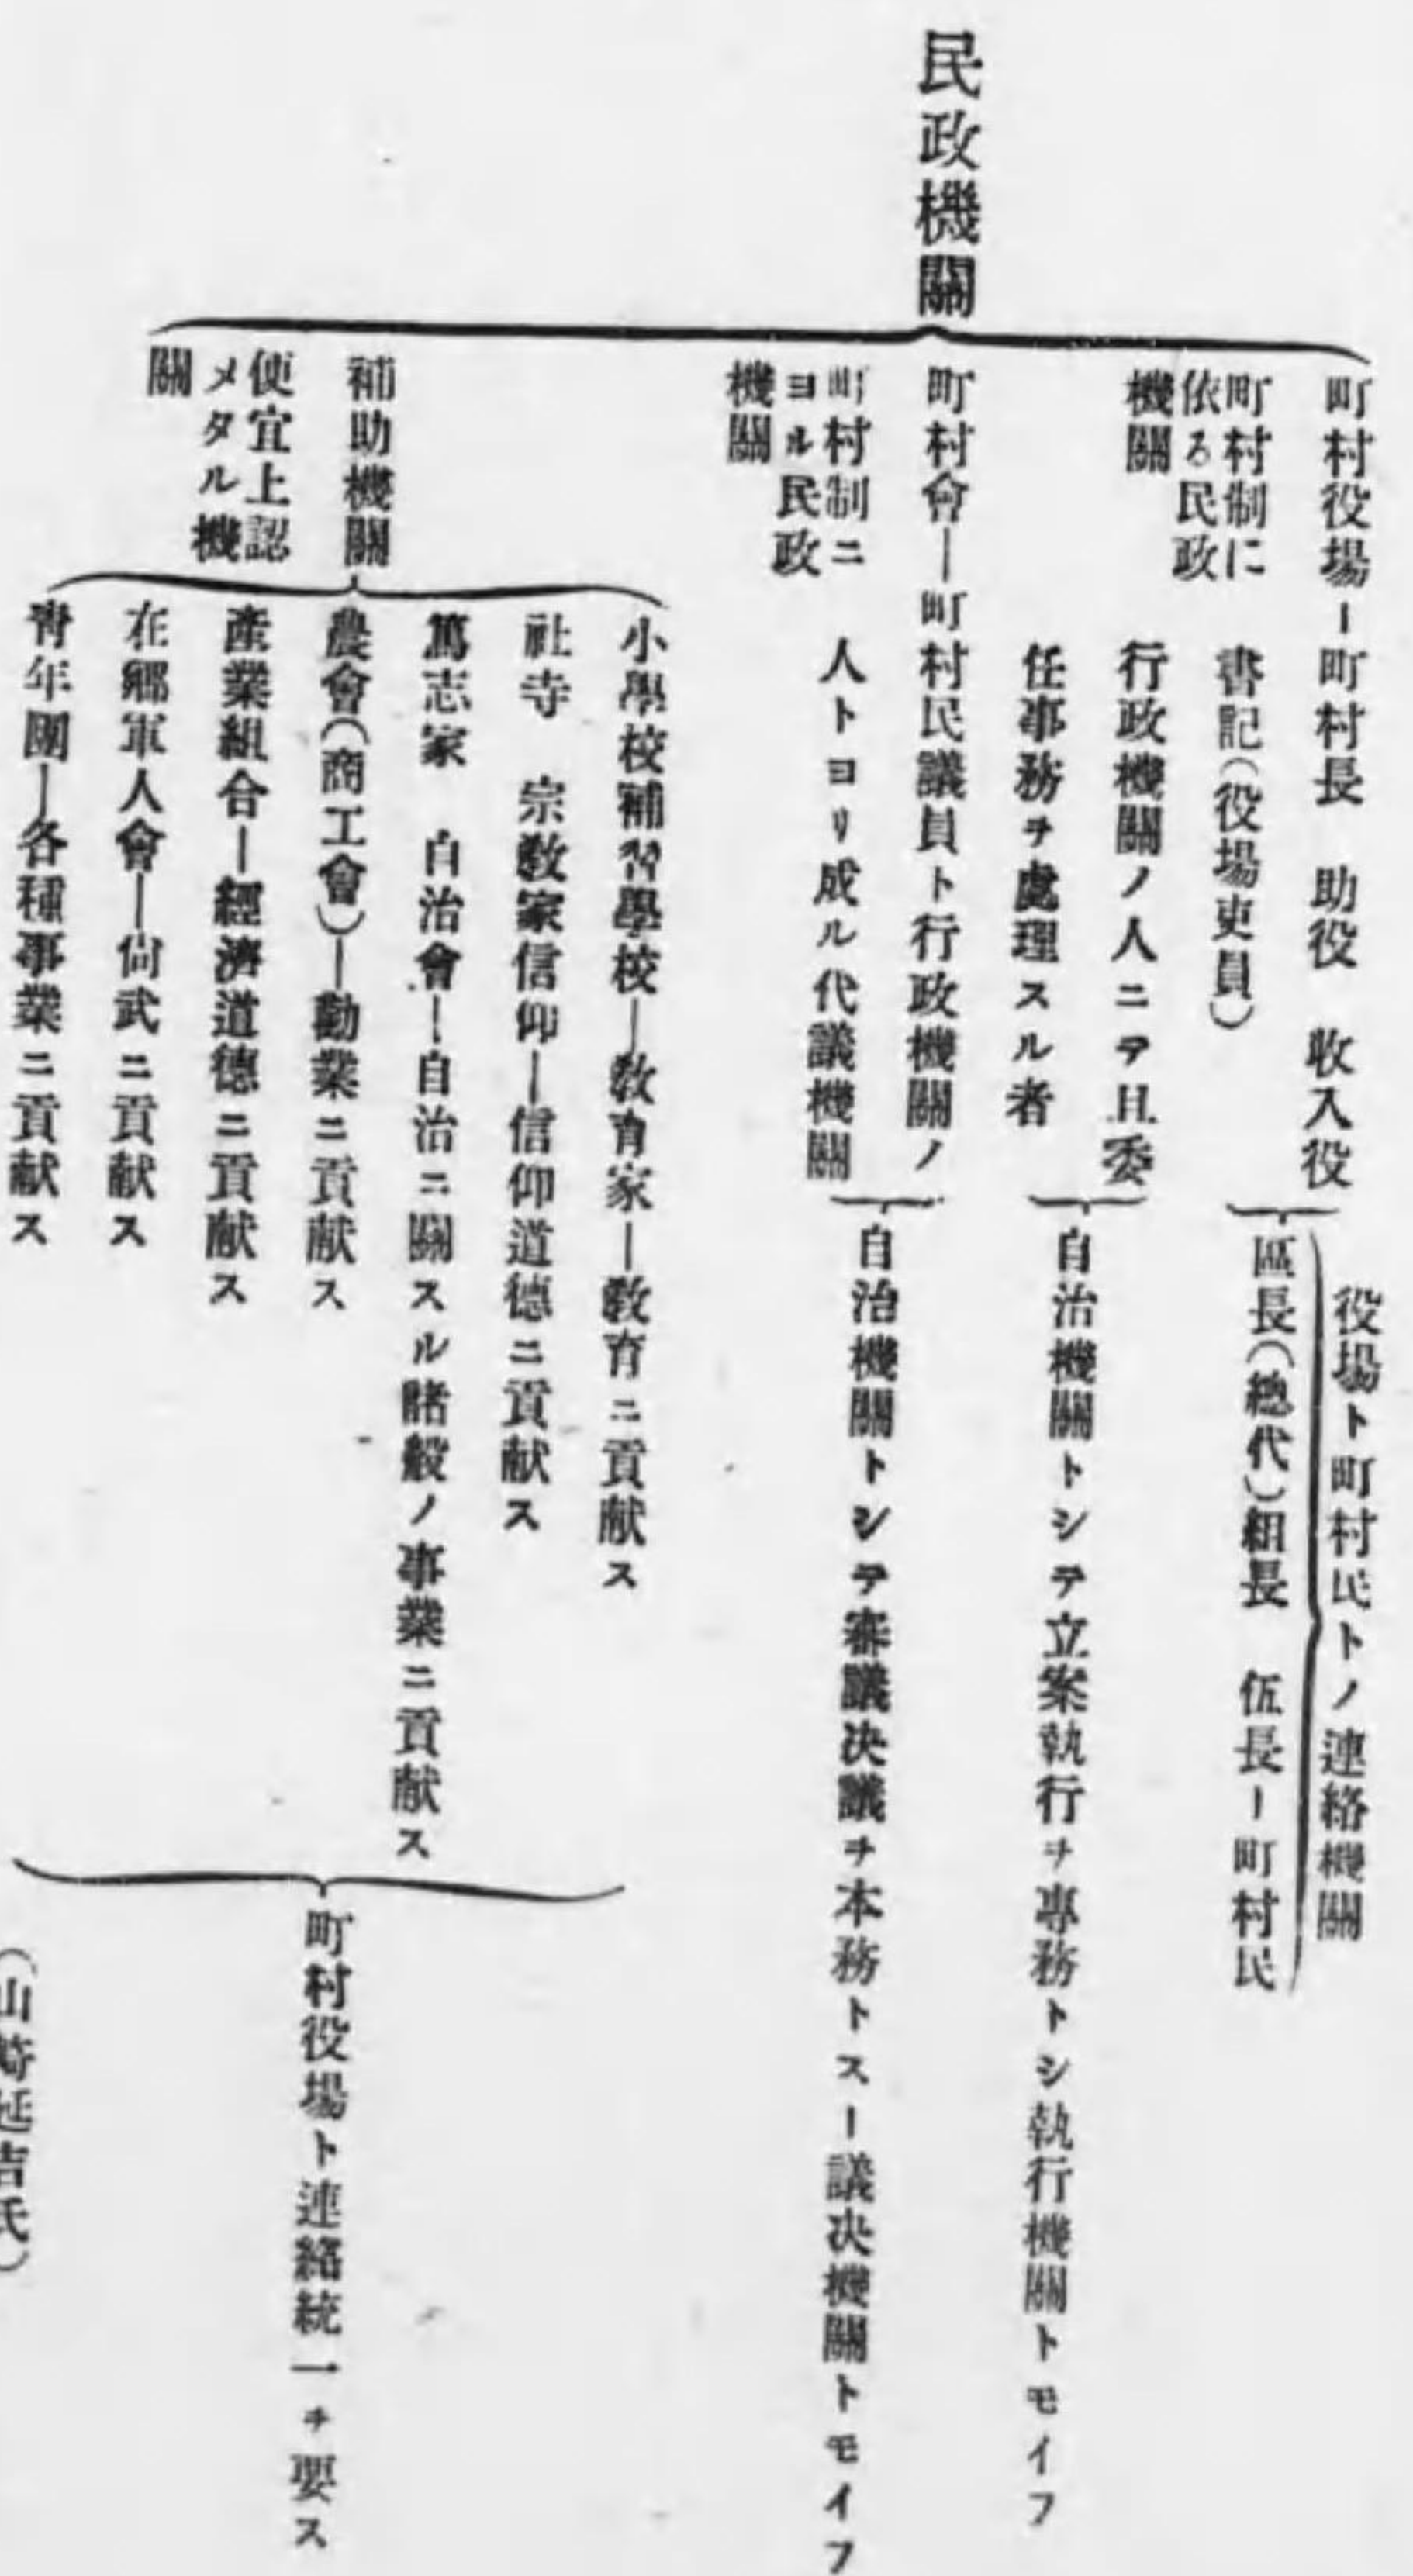 民政機關
町村役場―町村長　助役　收入役
書記（役場吏員）
役場ト町村民トノ連絡機關
區長（總代）組長　伍長―町村民
町村制に
依る民政
機關
行政機關ノ人ニテ且委
任事務ヲ處理スル者
自治機關トシテ立案執行ヲ專務トシ執行機關トモイフ
町村會―町村民議員ト行政機關ノ
人トヨリ成ル代議機關
町村制ニ
ヨル民政
機關
自治機關トシテ審議决議ヲ本務トス―議决機關トモイフ
補助機關
便宜上認
メタル機
關
小學校補習學校―敎育家―敎育ニ貢献ス
社寺　宗敎家信仰―信仰道德ニ貢献ス
篤志家　自治會―自治ニ關スル諸般ノ事業ニ貢献ス
農會（商工會）―勸業ニ貢献ス
產業組合―經濟道德ニ貢献ス
在鄉軍人會―尙武ニ貢献ス
靑年團―各種事業ニ貢献ス
町村役場ト連絡統一ヲ要ス
（山崎延吉氏）